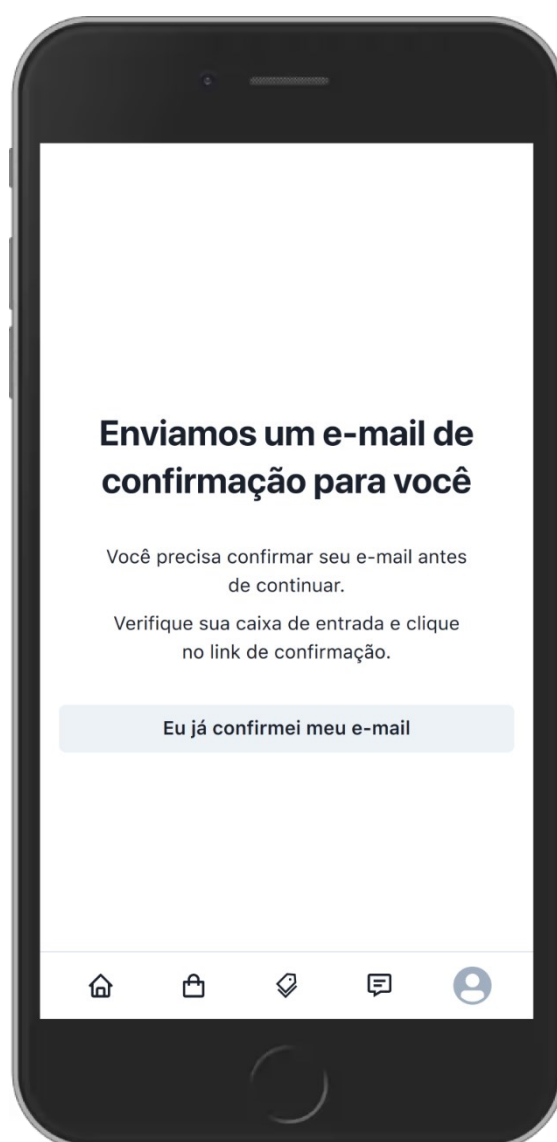 Enviamos um e-mail de
confirmação para você
Você precisa confirmar seu e-mail antes
de continuar.
Verifique sua caixa de entrada e clique
no link de confirmação.
Eu já confirmei meu e-mail